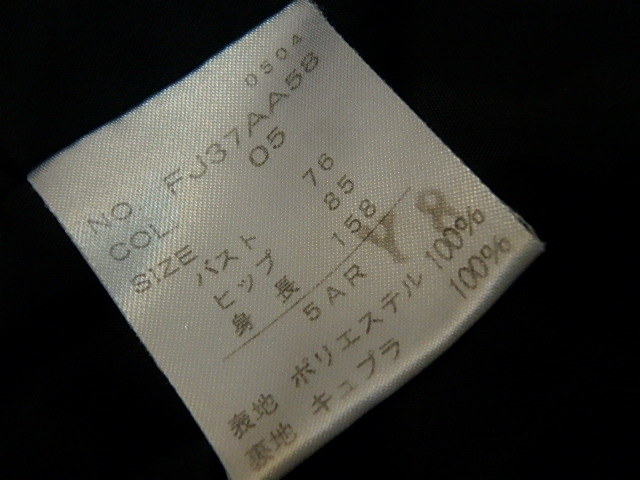 0504
NO. FJ37AA58
COL. 05
SIZE
バスト 76
ヒップ 85
身長 158
5AR
Y8
表地 ポリエステル 100%
裏地 キュプラ 100%